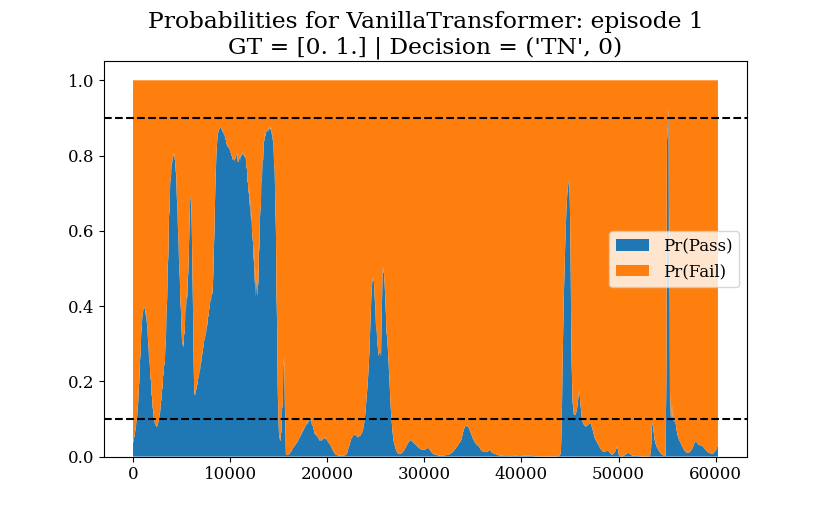 Probabilities for VanillaTransformer: episode 1
GT = [0. 1.] | Decision = ('TN', 0)
1.0
0.8
0.6
0.4
0.2
0.0
Pr(Pass)
Pr(Fail)
0 10000 20000 30000 40000 50000 60000